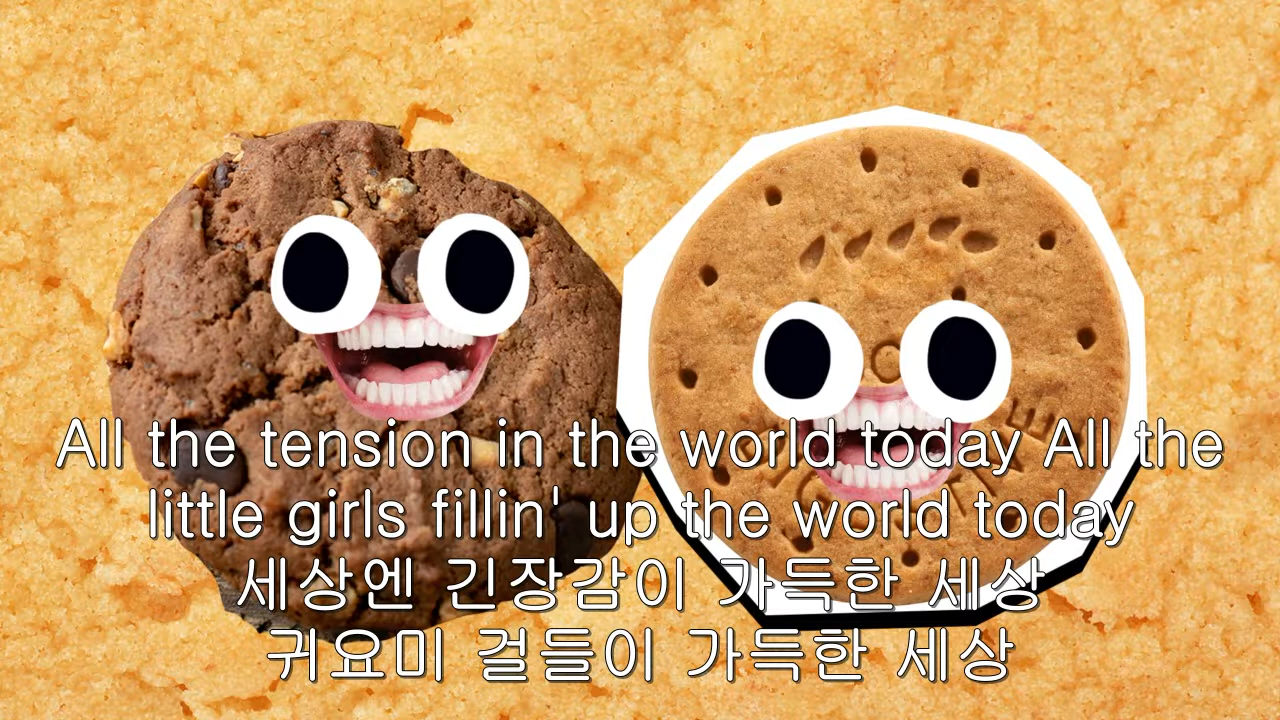 All the tension in the world today All the
little girls fillin' up the world today
세상엔 긴장감이 가득한 세상
귀요미 걸들이 가득한 세상